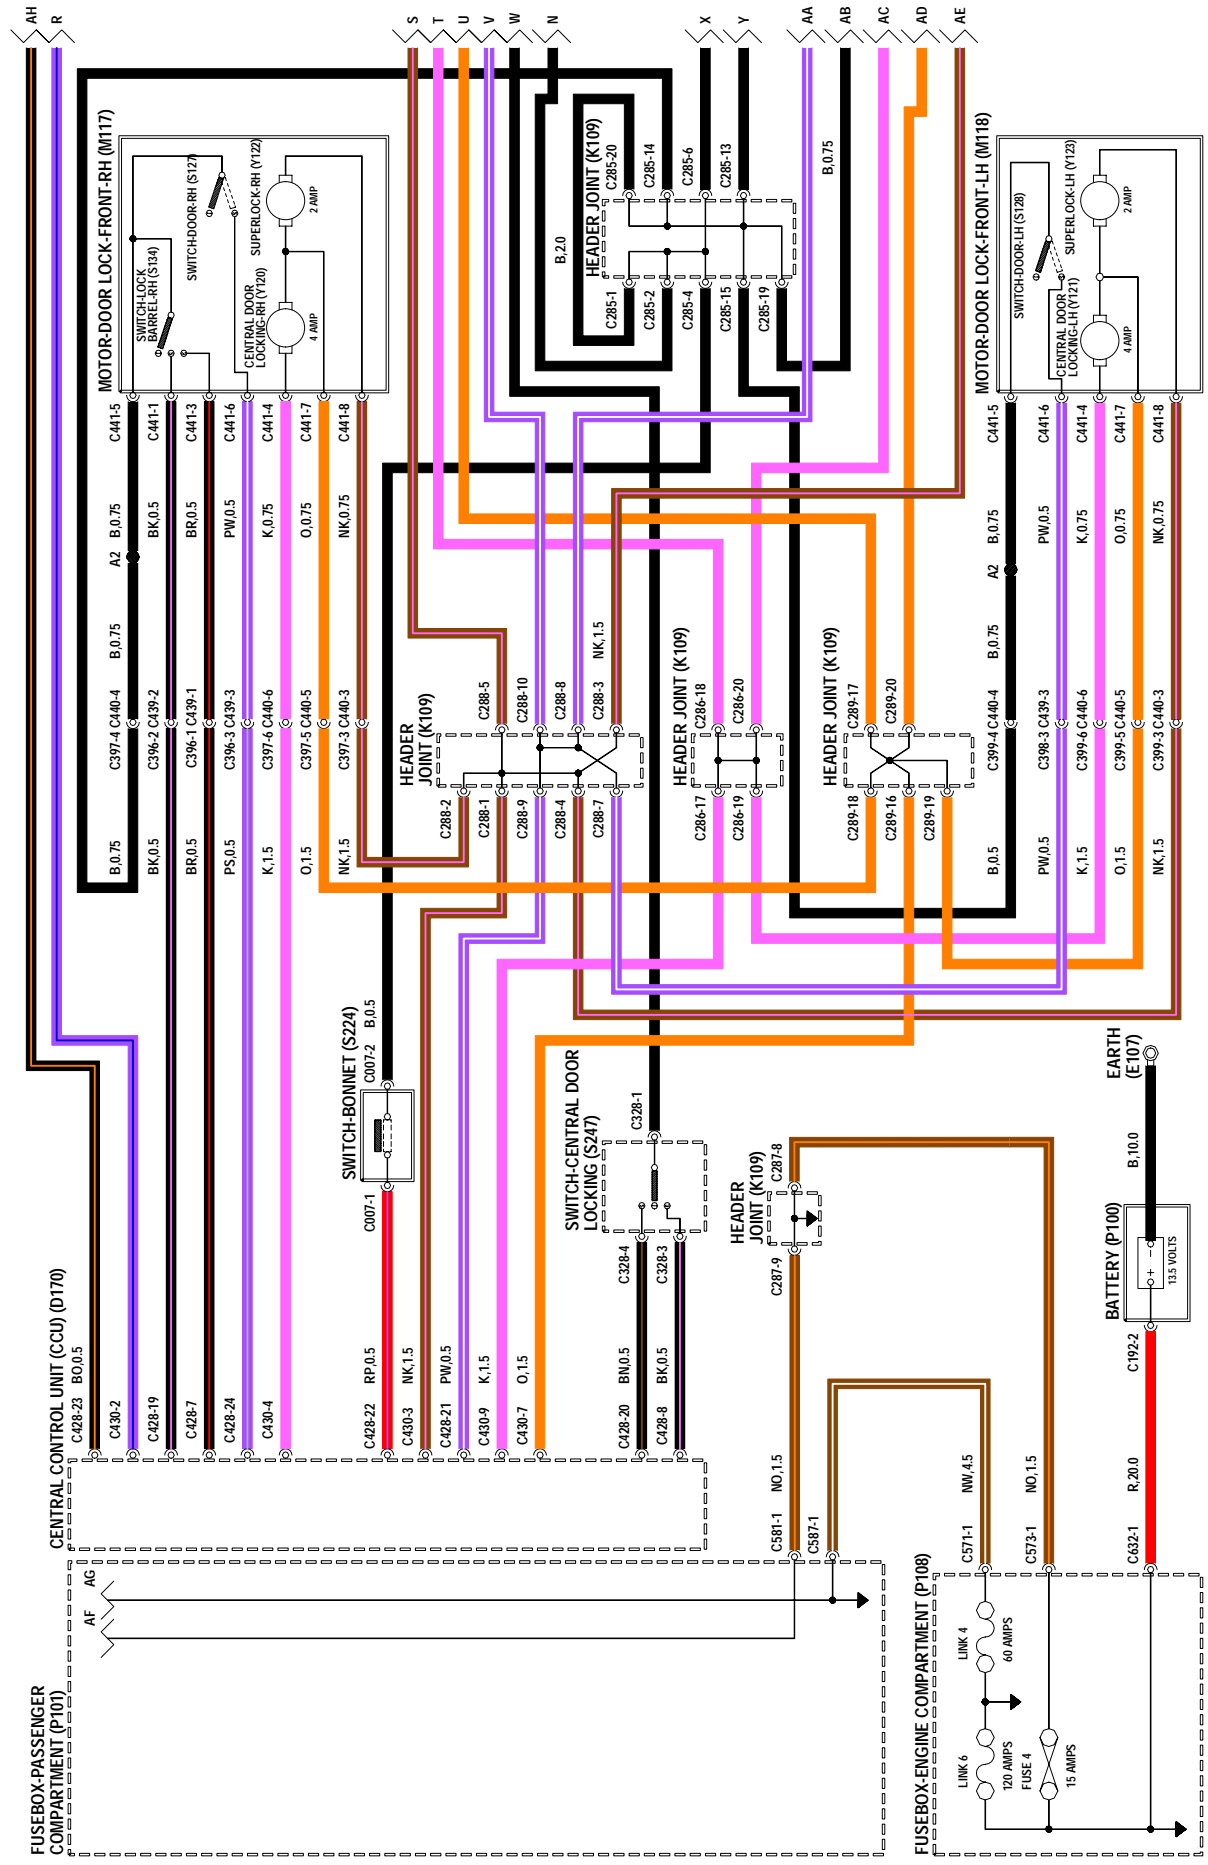 AH
R
S
T
U
V
W
N
X
Y
AA
AB
AC
AD
AE
MOTOR-DOOR LOCK-FRONT-RH (M117)
SWITCH-LOCK
BARREL-RH (S134)
SWITCH-DOOR-RH (S127)
CENTRAL DOOR
LOCKING-RH (Y120)
SUPERLOCK-RH (Y122)
4 AMP
2 AMP
C441-5
C441-1
C441-3
C441-6
C441-4
C441-7
C441-8
B,0.75
BK,0.5
BR,0.5
PW,0.5
K,0.75
O,0.75
NK,0.75
A2
B,0.75
C397-4 C440-4
C396-2 C439-2
C396-1 C439-1
C396-3 C439-3
C397-6 C440-6
C397-5 C440-5
C397-3 C440-3
B,0.75
BK,0.5
BR,0.5
PS,0.5
K,1.5
O,1.5
NK,1.5
HEADER JOINT (K109)
C285-20
C285-14
C285-6
C285-13
B,2.0
B,0.75
C285-1
C285-2
C285-4
C285-15
C285-19
MOTOR-DOOR LOCK-FRONT-LH (M118)
SWITCH-DOOR-LH (S128)
CENTRAL DOOR
LOCKING-LH (Y121)
SUPERLOCK-LH (Y123)
4 AMP
2 AMP
C441-5
C441-6
C441-4
C441-7
C441-8
B,0.75
PW,0.5
K,0.75
O,0.75
NK,0.75
A2
B,0.75
C399-4 C440-4
C398-3 C439-3
C399-6 C440-6
C399-5 C440-5
C399-3 C440-3
B,0.5
PW,0.5
K,1.5
O,1.5
NK,1.5
HEADER
JOINT (K109)
C288-5
C288-10
C288-8
C288-3
NK,1.5
C288-2
C288-1
C288-9
C288-4
C288-7
HEADER JOINT (K109)
C286-18
C286-20
C286-17
C286-19
HEADER JOINT (K109)
C289-17
C289-20
C289-18
C289-16
C289-19
SWITCH-BONNET (S224)
C007-2
B,0.5
C007-1
SWITCH-CENTRAL DOOR
LOCKING (S247)
C328-1
C328-4
C328-3
HEADER
JOINT (K109)
C287-8
C287-9
EARTH
(E107)
B,10.0
BATTERY (P100)
+ -
13.5 VOLTS
C192-2
CENTRAL CONTROL UNIT (CCU) (D170)
C428-23
BO,0.5
C430-2
C428-19
C428-7
C428-24
C430-4
C428-22
RP,0.5
C430-3
NK,1.5
C428-21
PW,0.5
C430-9
K,1.5
C430-7
O,1.5
C428-20
BN,0.5
C428-8
BK,0.5
C581-1
NO,1.5
C587-1
C571-1
NW,4.5
C573-1
NO,1.5
C632-1
R,20.0
FUSEBOX-PASSENGER
COMPARTMENT (P101)
AF
AG
FUSEBOX-ENGINE COMPARTMENT (P108)
LINK 4
60 AMPS
LINK 6
120 AMPS
FUSE 4
15 AMPS